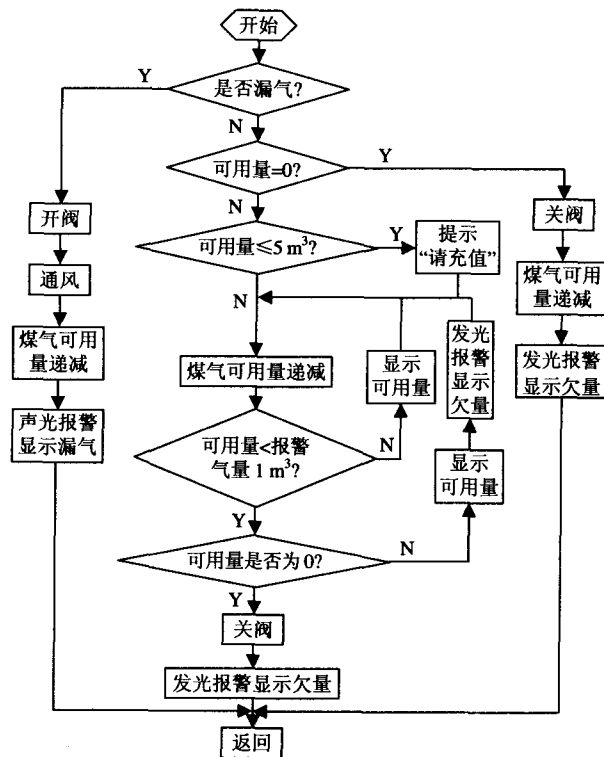 开始
Y
是否漏气?
N
可用量=0?
Y
N
开阀
关阀
可用量≤5 m³?
Y
提示
“请充值”
通风
N
煤气可用
量递减
煤气可用
量递减
煤气可用量递减
显示
可用量
发光
报警
显示
欠量
发光报警
显示欠量
声光报警
显示漏气
可用量<报警
气量 1 m³?
N
显示
可用量
Y
可用量是否为 0?
N
Y
关阀
发光报警显示欠量
返回